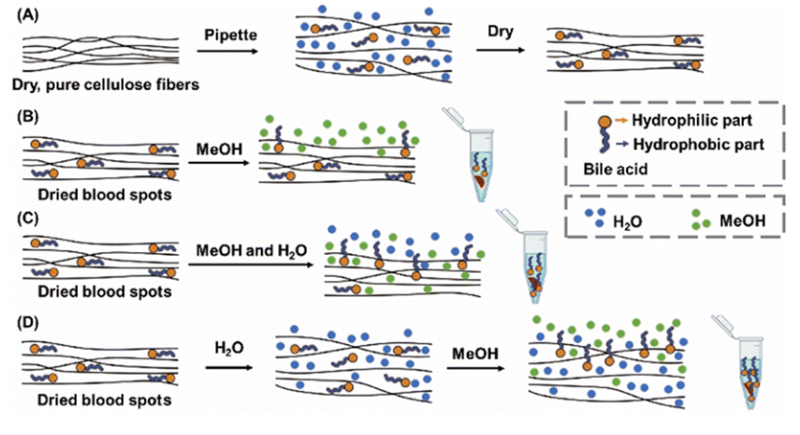 (A)
Pipette
Dry
Dry, pure cellulose fibers
(B)
MeOH
Dried blood spots
Hydrophilic part
Hydrophobic part
Bile acid
H₂O
MeOH
(C)
MeOH and H₂O
Dried blood spots
(D)
H₂O
MeOH
Dried blood spots